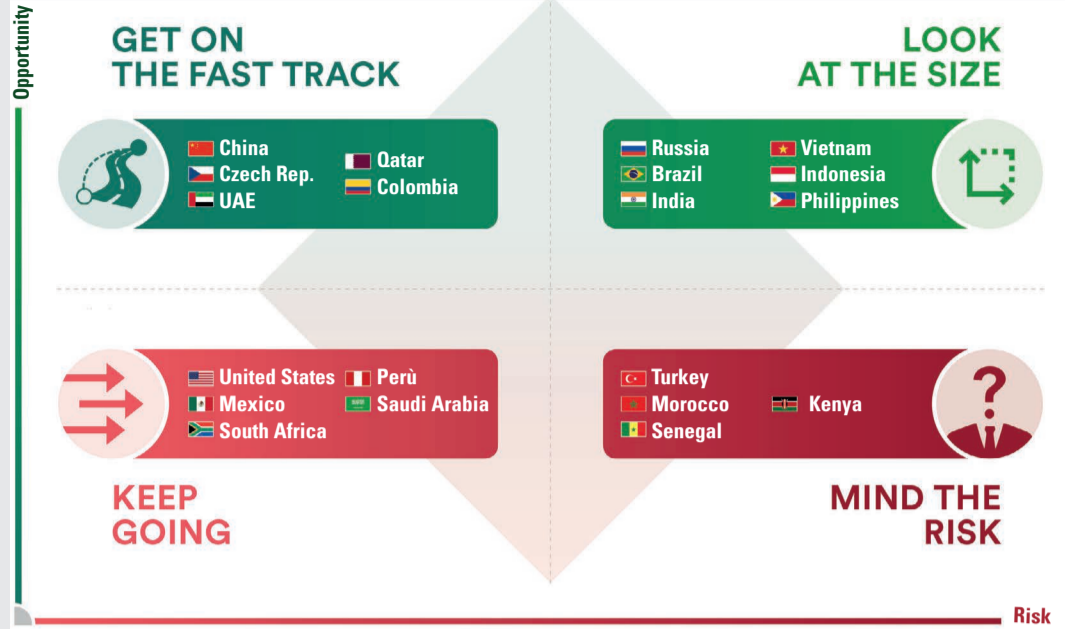 Opportunity
GET ON
THE FAST TRACK
LOOK
AT THE SIZE
China
Czech Rep.
UAE
Qatar
Colombia
Russia
Brazil
India
Vietnam
Indonesia
Philippines
United States
Mexico
South Africa
Perù
Saudi Arabia
Turkey
Morocco
Senegal
Kenya
?
KEEP
GOING
MIND THE
RISK
Risk